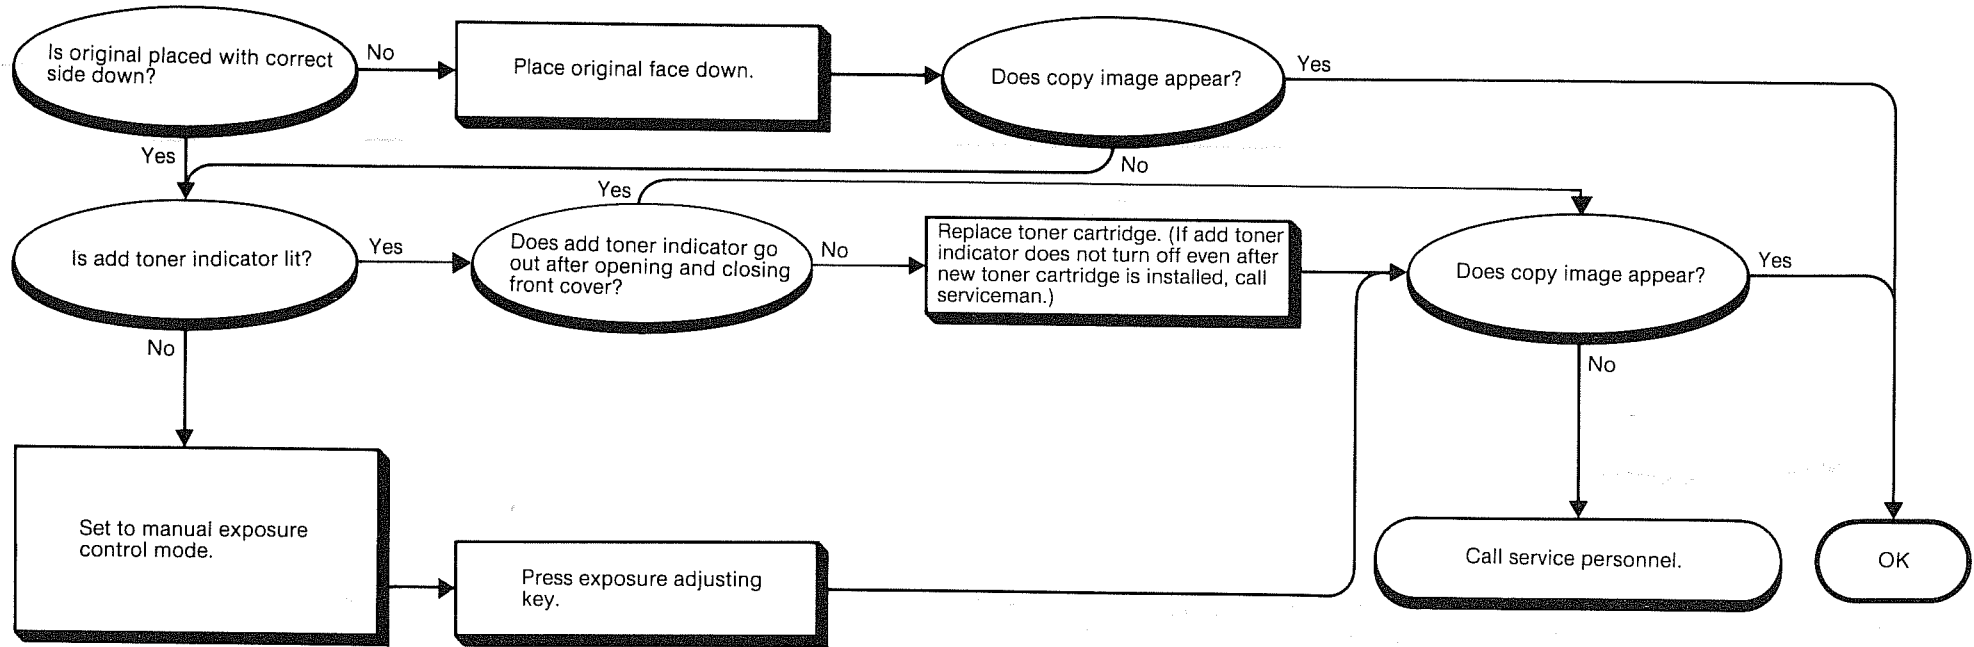 Is original placed with correct
side down?
No
Place original face down.
Does copy image appear?
Yes
Yes
No
Is add toner indicator lit?
Yes
Yes
Does add toner indicator go
out after opening and closing
front cover?
No
Replace toner cartridge. (If add toner
indicator does not turn off even after
new toner cartridge is installed, call
serviceman.)
Does copy image appear?
Yes
No
No
Set to manual exposure
control mode.
Press exposure adjusting
key.
Call service personnel.
OK